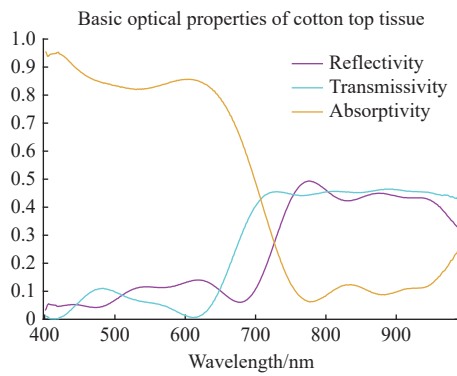 Basic optical properties of cotton top tissue
1.0
0.9
0.8
0.7
0.6
0.5
0.4
0.3
0.2
0.1
0
Reflectivity
Transmissivity
Absorptivity
400 500 600 700 800 900
Wavelength/nm